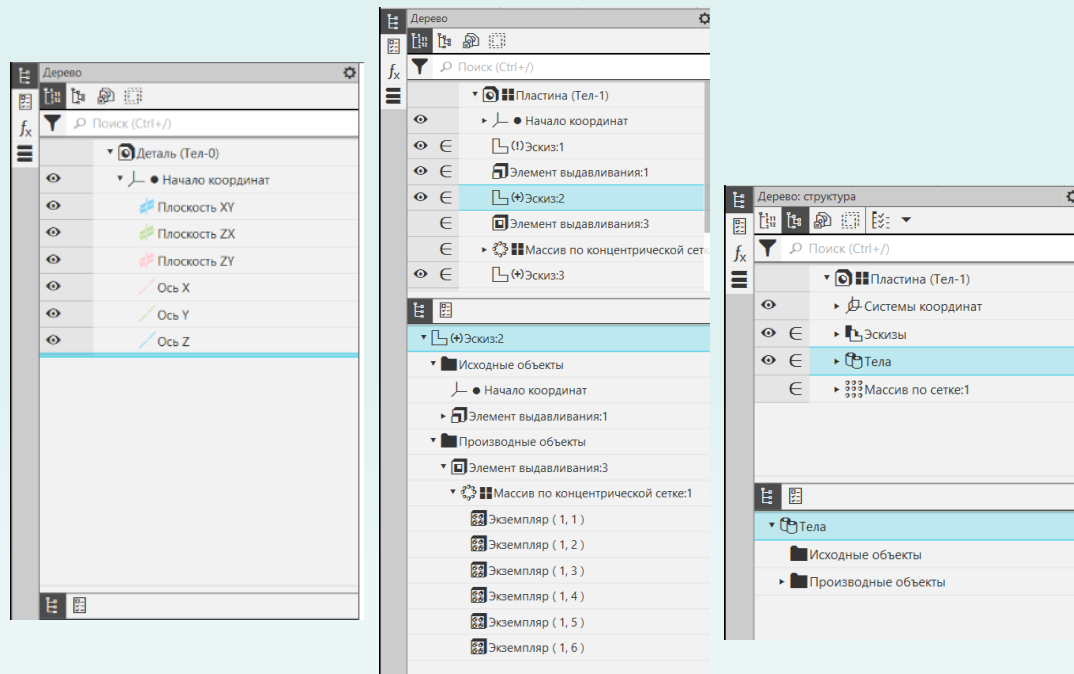 Дерево
Поиск (Ctrl+/)
Деталь (Тел-0)
Начало координат
Плоскость XY
Плоскость ZX
Плоскость ZY
Ось X
Ось Y
Ось Z
Дерево
Поиск (Ctrl+/)
Пластина (Тел-1)
Начало координат
(!)Эскиз:1
Элемент выдавливания:1
(+)Эскиз:2
Элемент выдавливания:3
Массив по концентрической сет
(+)Эскиз:3
(+)Эскиз:2
Исходные объекты
Начало координат
Элемент выдавливания:1
Производные объекты
Элемент выдавливания:3
Массив по концентрической сетке:1
Экземпляр ( 1, 1 )
Экземпляр ( 1, 2 )
Экземпляр ( 1, 3 )
Экземпляр ( 1, 4 )
Экземпляр ( 1, 5 )
Экземпляр ( 1, 6 )
Дерево: структура
Поиск (Ctrl+/)
Пластина (Тел-1)
Системы координат
Эскизы
Тела
Массив по сетке:1
Тела
Исходные объекты
Производные объекты